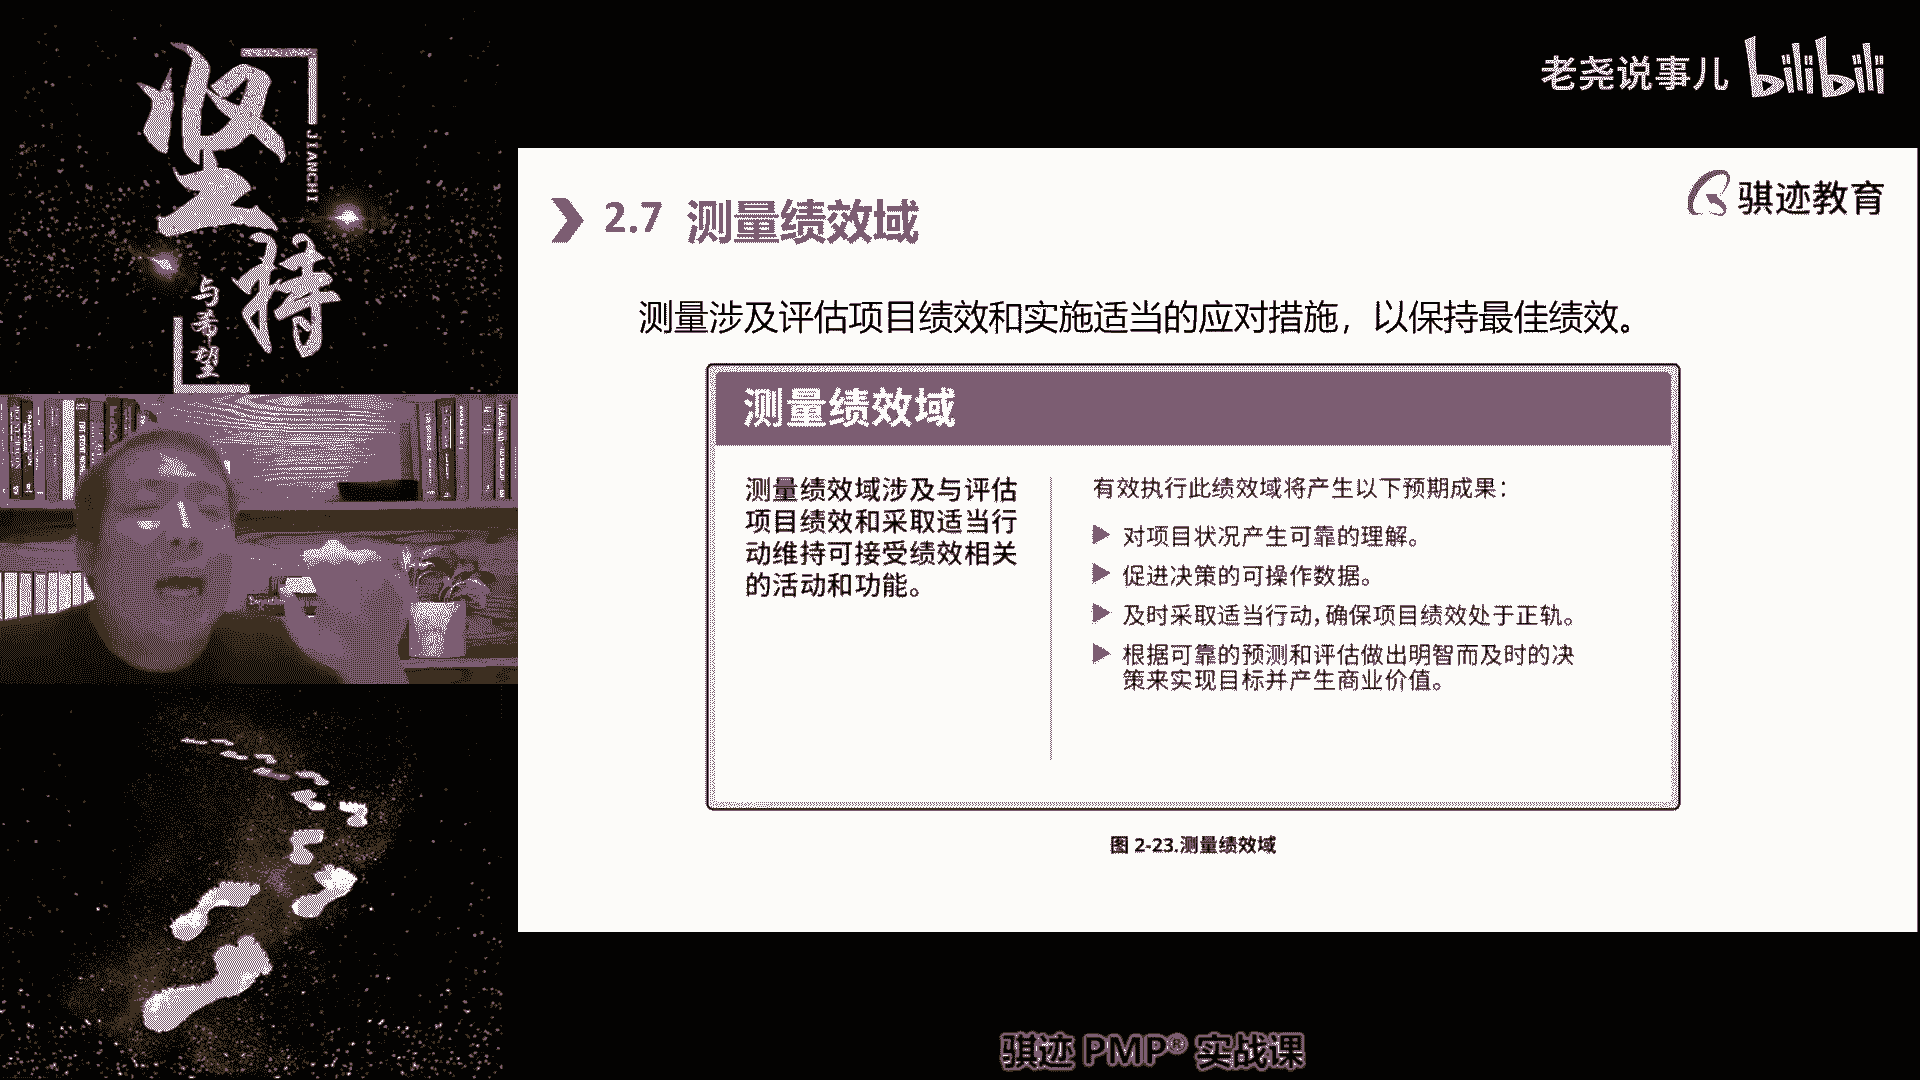 坚持
JIANCHI
与希望
老尧说事儿 bilibili
骐迹教育
2.7 测量绩效域
测量涉及评估项目绩效和实施适当的应对措施，以保持最佳绩效。
测量绩效域
测量绩效域涉及与评估
项目绩效和采取适当行
动维持可接受绩效相关
的活动和功能。
有效执行此绩效域将产生以下预期成果：
对项目状况产生可靠的理解。
促进决策的可操作数据。
及时采取适当行动，确保项目绩效处于正轨。
根据可靠的预测和评估做出明智而及时的决
策来实现目标并产生商业价值。
图 2-23.测量绩效域
骐迹 PMP® 实战课